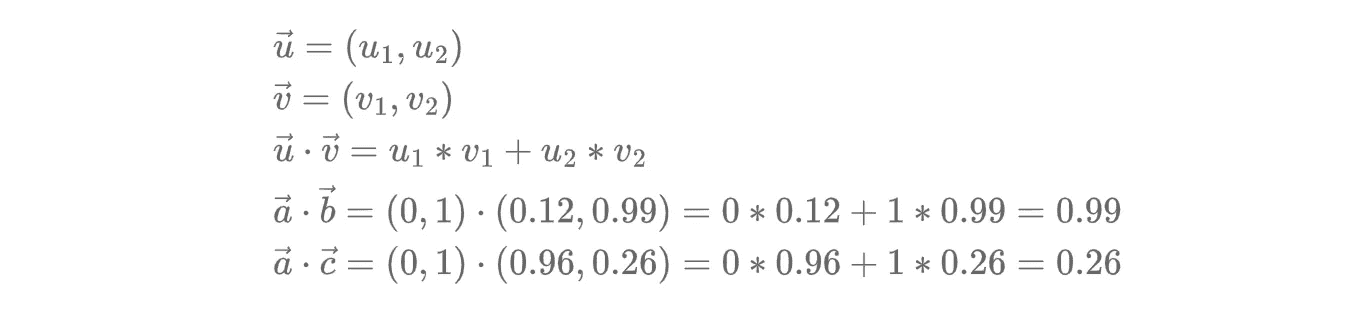 u⃗ = (u₁, u₂)
v⃗ = (v₁, v₂)
u⃗ · v⃗ = u₁ ∗ v₁ + u₂ ∗ v₂
a⃗ · b⃗ = (0, 1) · (0.12, 0.99) = 0 ∗ 0.12 + 1 ∗ 0.99 = 0.99
a⃗ · c⃗ = (0, 1) · (0.96, 0.26) = 0 ∗ 0.96 + 1 ∗ 0.26 = 0.26